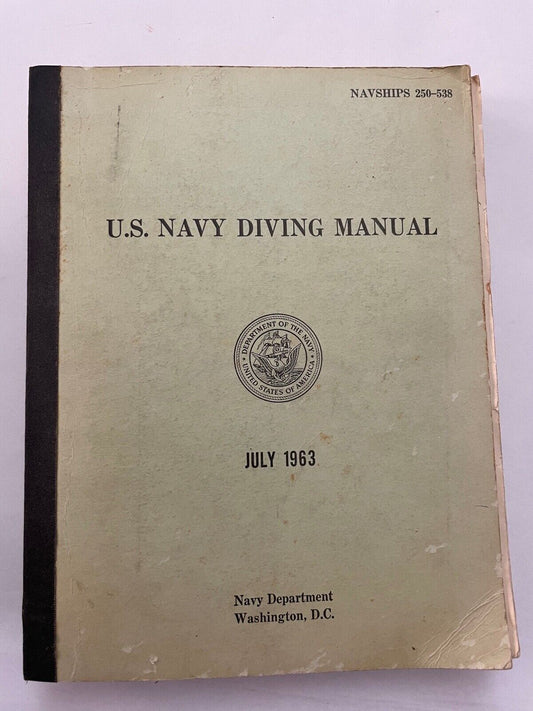 NAVSHIPS 250–538
U.S. NAVY DIVING MANUAL
DEPARTMENT OF THE NAVY
UNITED STATES OF AMERICA
JULY 1963
Navy Department
Washington, D.C.